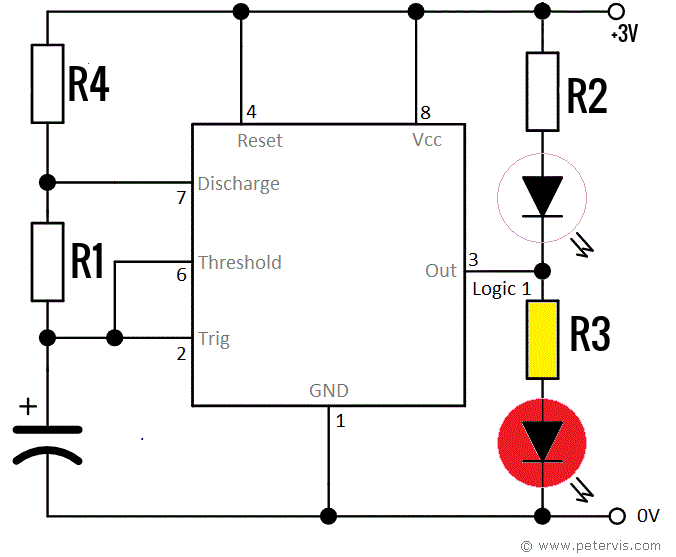 +3V
R4
R2
4
8
Reset
Vcc
Discharge
7
R1
Threshold
6
3
Out
Logic 1
R3
Trig
2
GND
+
1
0V
© www.petervis.com